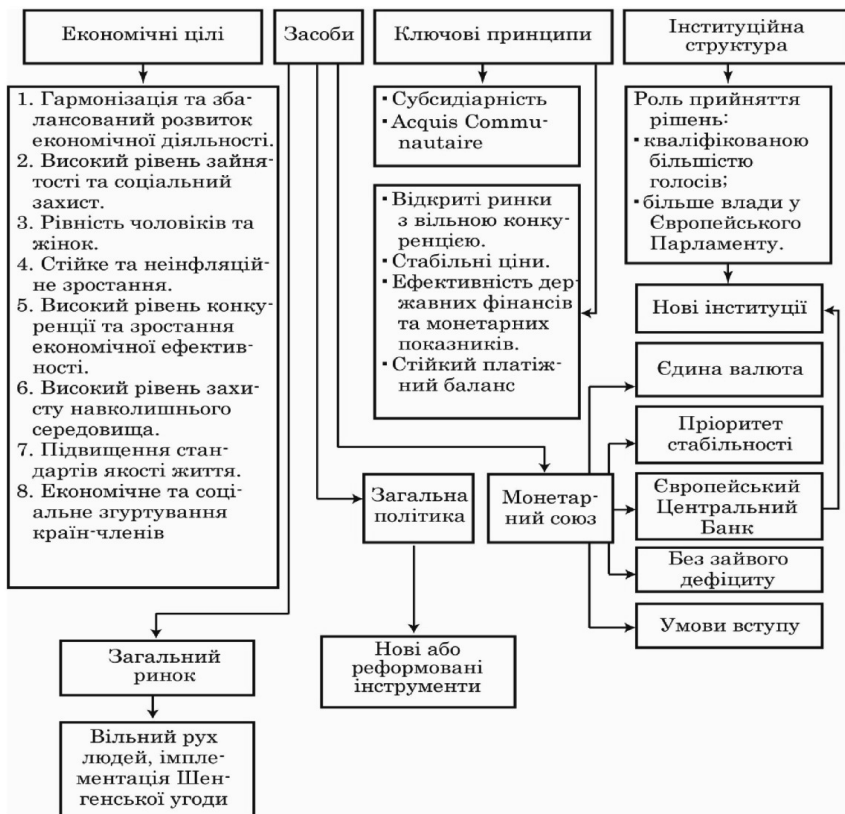 Економічні цілі
Засоби
Ключові принципи
Інституційна
структура
1. Гармонізація та зба-
лансований розвиток
економічної діяльності.
2. Високий рівень зайня-
тості та соціальний
захист.
3. Рівність чоловіків та
жінок.
4. Стійке та неінфляцій-
не зростання.
5. Високий рівень конку-
ренції та зростання
економічної ефектив-
ності.
6. Високий рівень захи-
сту навколишнього
середовища.
7. Підвищення стан-
дартів якості життя.
8. Економічне та соці-
альне згуртування
країн-членів
· Субсидіарність
· Acquis Commu-
nautaire
· Відкриті ринки
з вільною конку-
ренцією.
· Стабільні ціни.
· Ефективність дер-
жавних фінансів
та монетарних
показників.
· Стійкий платіж-
ний баланс
Роль прийняття
рішень:
· кваліфікованою
більшістю
голосів;
· більше влади у
Європейського
Парламенту.
Нові інституції
Єдина валюта
Пріоритет
стабільності
Загальна
політика
Монетар-
ний союз
Європейський
Центральний
Банк
Без зайвого
дефіциту
Умови вступу
Загальний
ринок
Нові або
реформовані
інструменти
Вільний рух
людей, імпле-
ментація Шен-
генської угоди